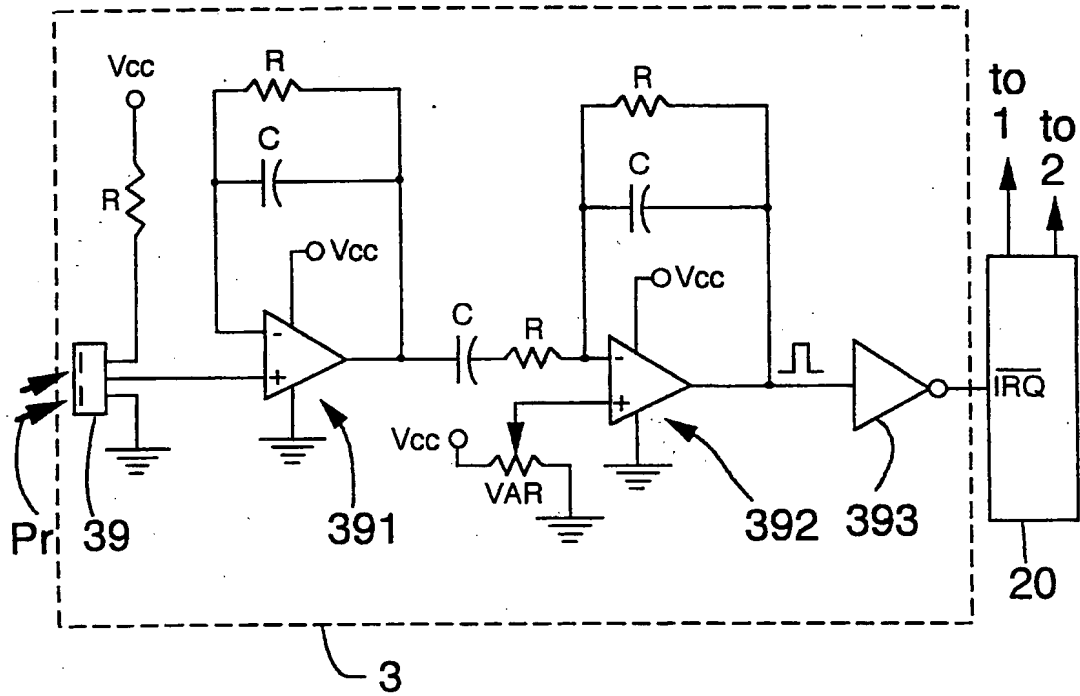 Vcc
R
R
C
Vcc
-
+
C
R
R
C
Vcc
-
+
Vcc
VAR
to
1
to
2
IRQ
Pr
39
391
392
393
20
3